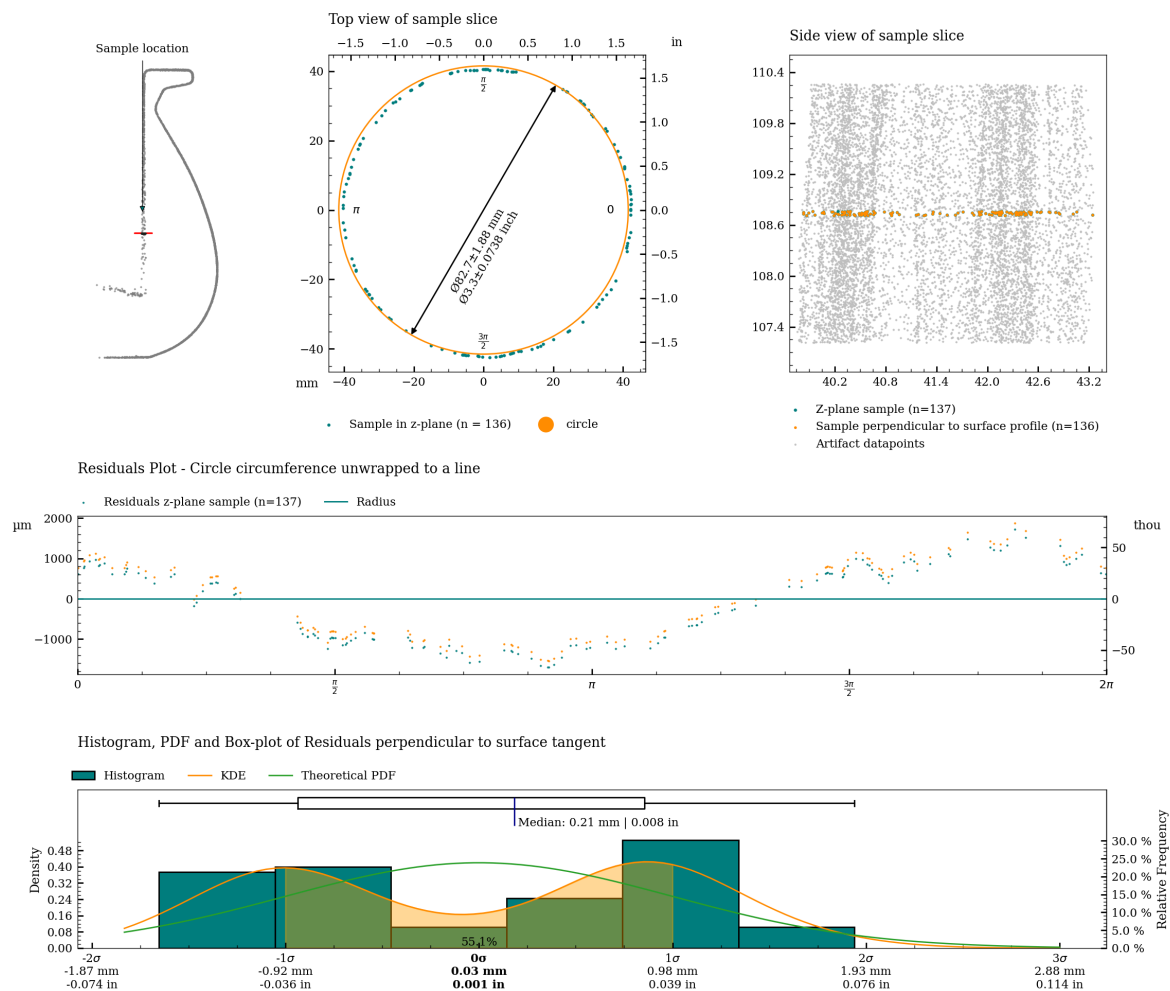 Sample location
Top view of sample slice
−1.5 −1.0 −0.5 0.0 0.5 1.0 1.5 in
40
20
0
−20
−40
1.5
1.0
0.5
0.0
−0.5
−1.0
−1.5
π/2
π
0
3π/2
Ø82.7±1.88 mm
Ø3.3±0.0738 inch
mm −40 −20 0 20 40
Sample in z-plane (n = 136) circle
Side view of sample slice
110.4
109.8
109.2
108.6
108.0
107.4
40.2 40.8 41.4 42.0 42.6 43.2
Z-plane sample (n=137)
Sample perpendicular to surface profile (n=136)
Artifact datapoints
Residuals Plot - Circle circumference unwrapped to a line
Residuals z-plane sample (n=137) Radius
µm
2000
1000
0
−1000
thou
50
0
−50
0 π/2 π 3π/2 2π
Histogram, PDF and Box-plot of Residuals perpendicular to surface tangent
Histogram KDE Theoretical PDF
Median: 0.21 mm | 0.008 in
Density
0.48
0.40
0.32
0.24
0.16
0.08
0.00
Relative Frequency
30.0 %
25.0 %
20.0 %
15.0 %
10.0 %
5.0 %
0.0 %
55.1%
-2σ -1σ 0σ 1σ 2σ 3σ
-1.87 mm -0.92 mm 0.03 mm 0.98 mm 1.93 mm 2.88 mm
-0.074 in -0.036 in 0.001 in 0.039 in 0.076 in 0.114 in